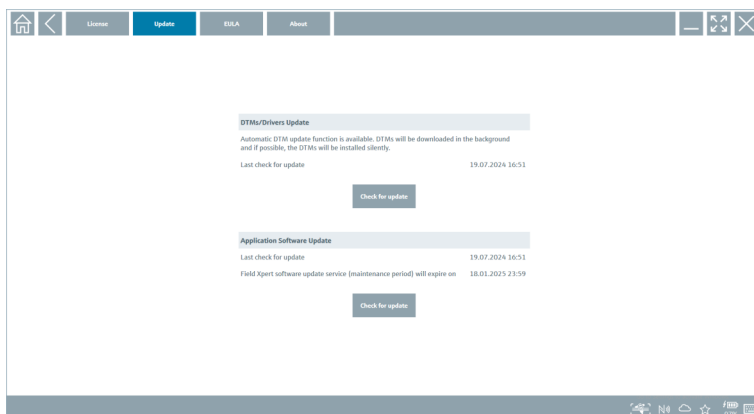 License Update EULA About
DTMs/Drivers Update
Automatic DTM update function is available. DTMs will be downloaded in the background
and if possible, the DTMs will be installed silently.
Last check for update 19.07.2024 16:51
Check for update
Application Software Update
Last check for update 19.07.2024 16:51
Field Xpert software update service (maintenance period) will expire on 18.01.2025 23:59
Check for update